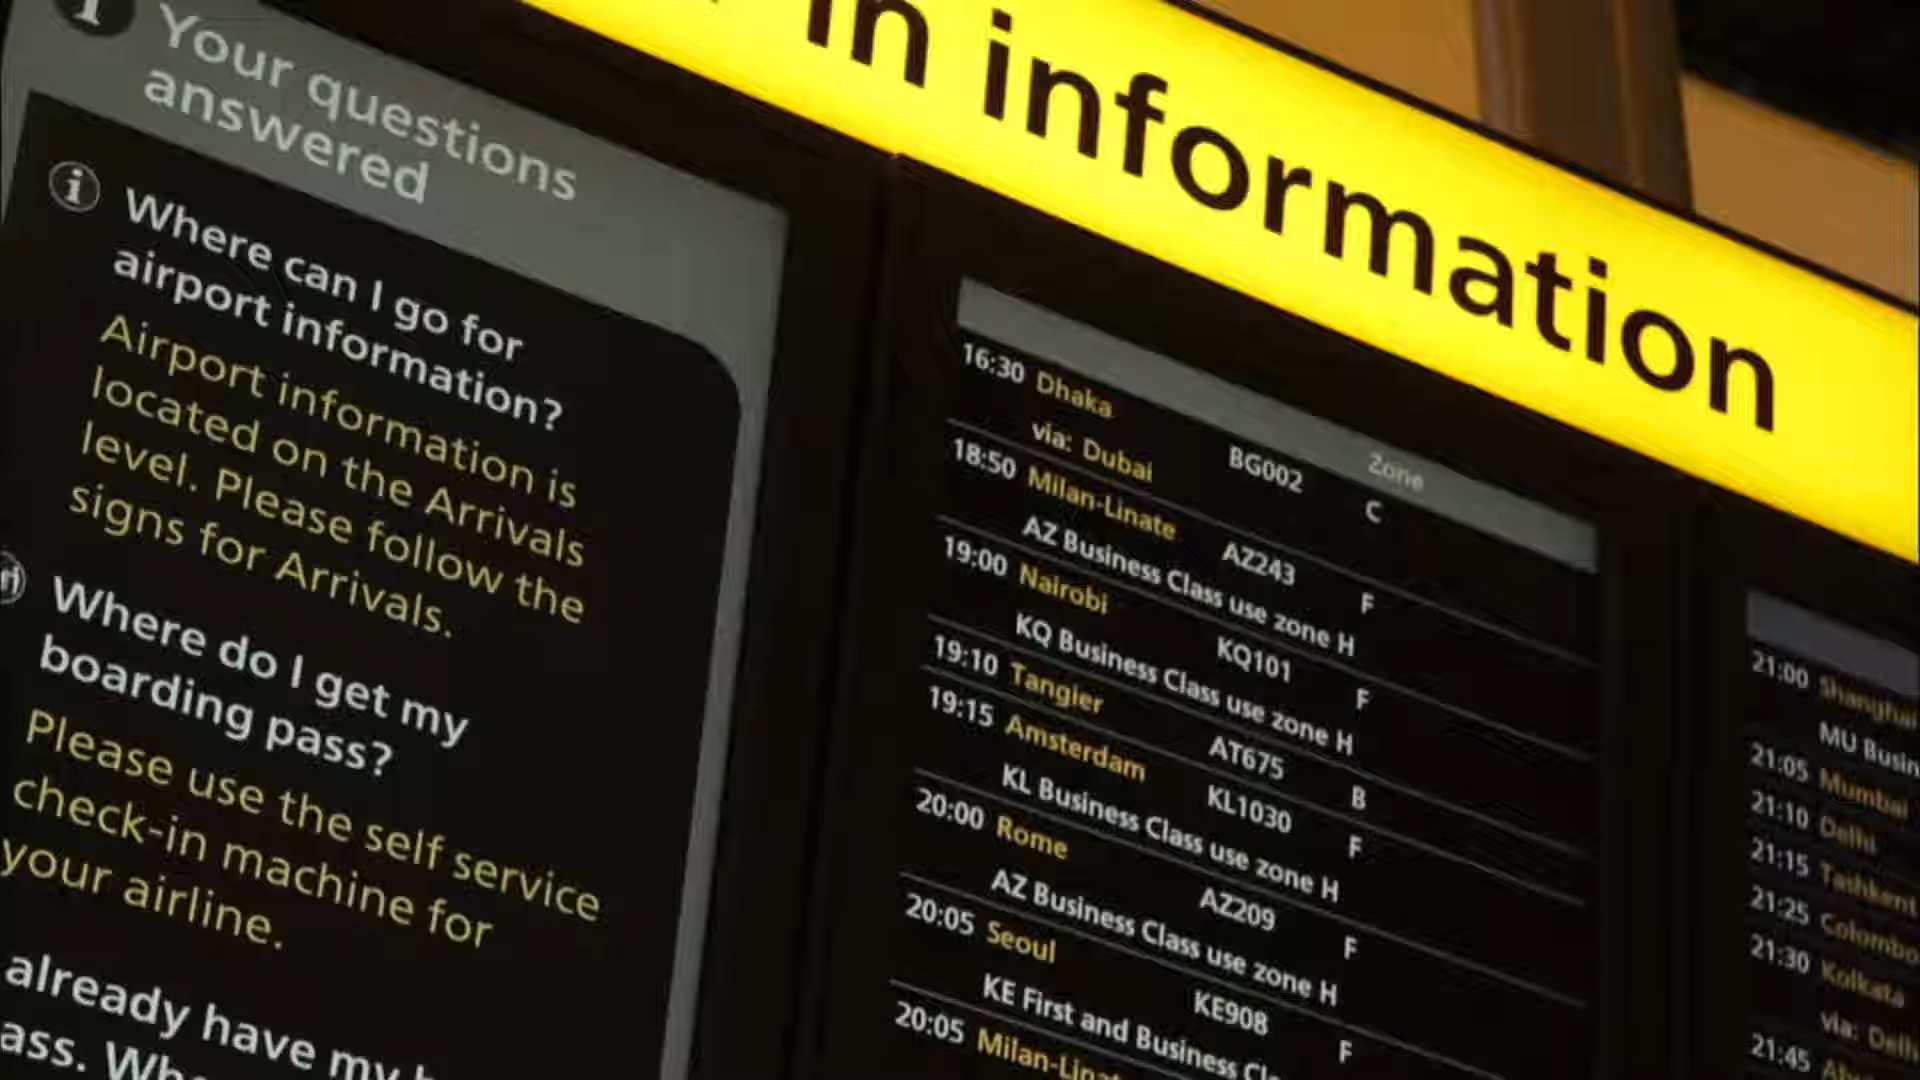 in information
Your questions
answered
Where can I go for
airport information?
Airport information is
located on the Arrivals
level. Please follow the
signs for Arrivals.
Where do I get my
boarding pass?
Please use the self service
check-in machine for
your airline.
already have my
Zone
16:30 Dhaka BG002 C
via: Dubai
18:50 Milan-Linate AZ243 F
AZ Business Class use zone H
19:00 Nairobi KQ101 F
KQ Business Class use zone H
19:10 Tangier AT675 B
19:15 Amsterdam KL1030 F
KL Business Class use zone H
20:00 Rome AZ209 F
AZ Business Class use zone H
20:05 Seoul KE908 F
KE First and Business
20:05
21:00 Shanghai
MU
21:05 Mumbai
21:10 Delhi
21:15 Tashkent
21:25 Colombo
21:30 Kolkata
via: Delhi
21:45